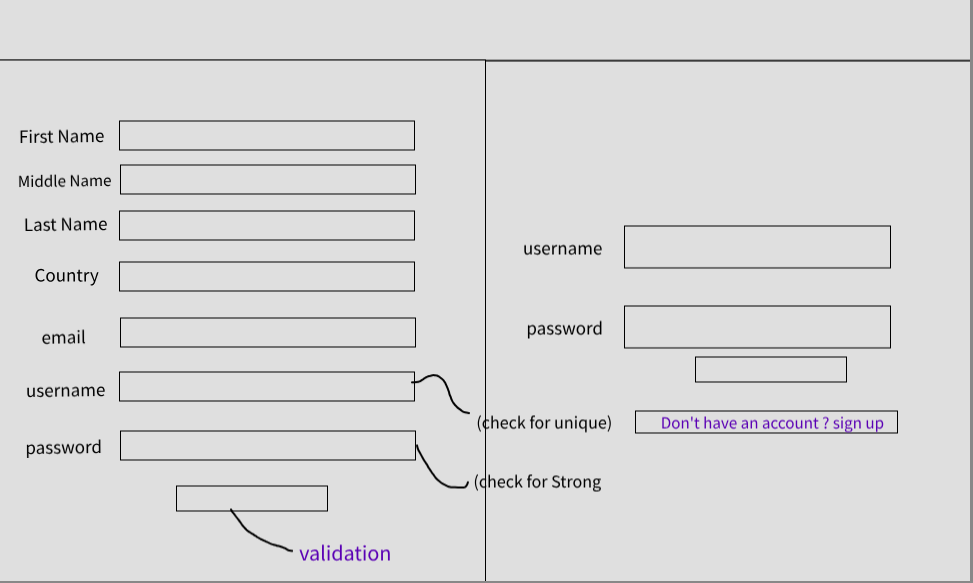 First Name
Middle Name
Last Name
Country
email
username
password
validation
username
password
(check for unique)
Don't have an account ? sign up
(check for Strong